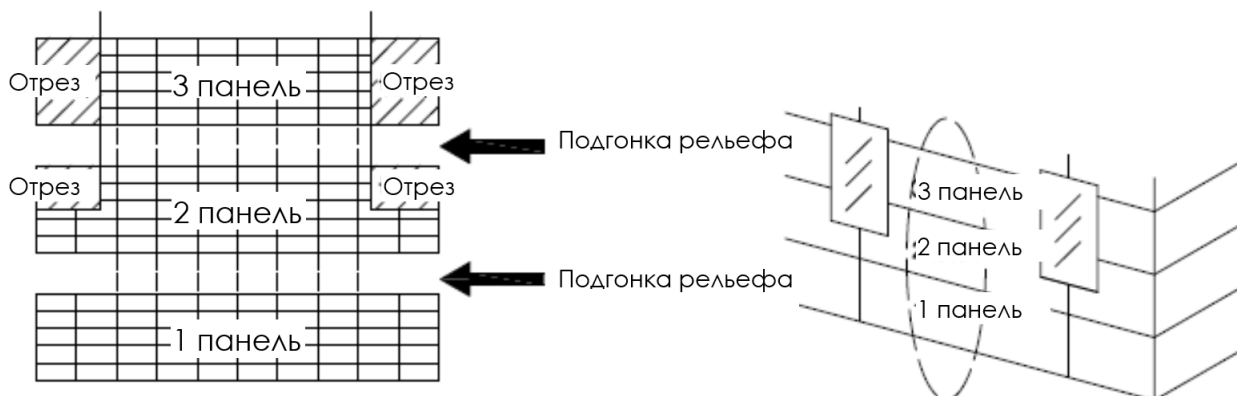 Отрез
3 панель
Отрез
Подгонка рельефа
Отрез
2 панель
Отрез
Подгонка рельефа
1 панель
3 панель
2 панель
1 панель